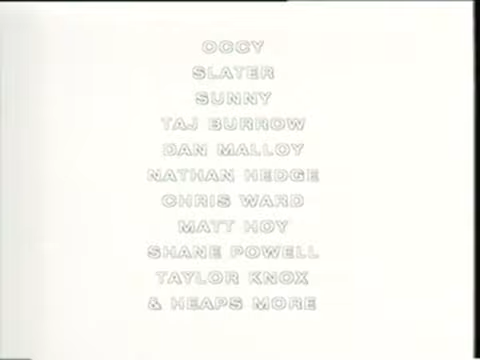 OCCY
SLATER
SUNNY
TAJ BURROW
DAN MALLOY
NATHAN HEDGE
CHRIS WARD
MATT HOY
SHANE POWELL
TAYLOR KNOX
& HEAPS MORE